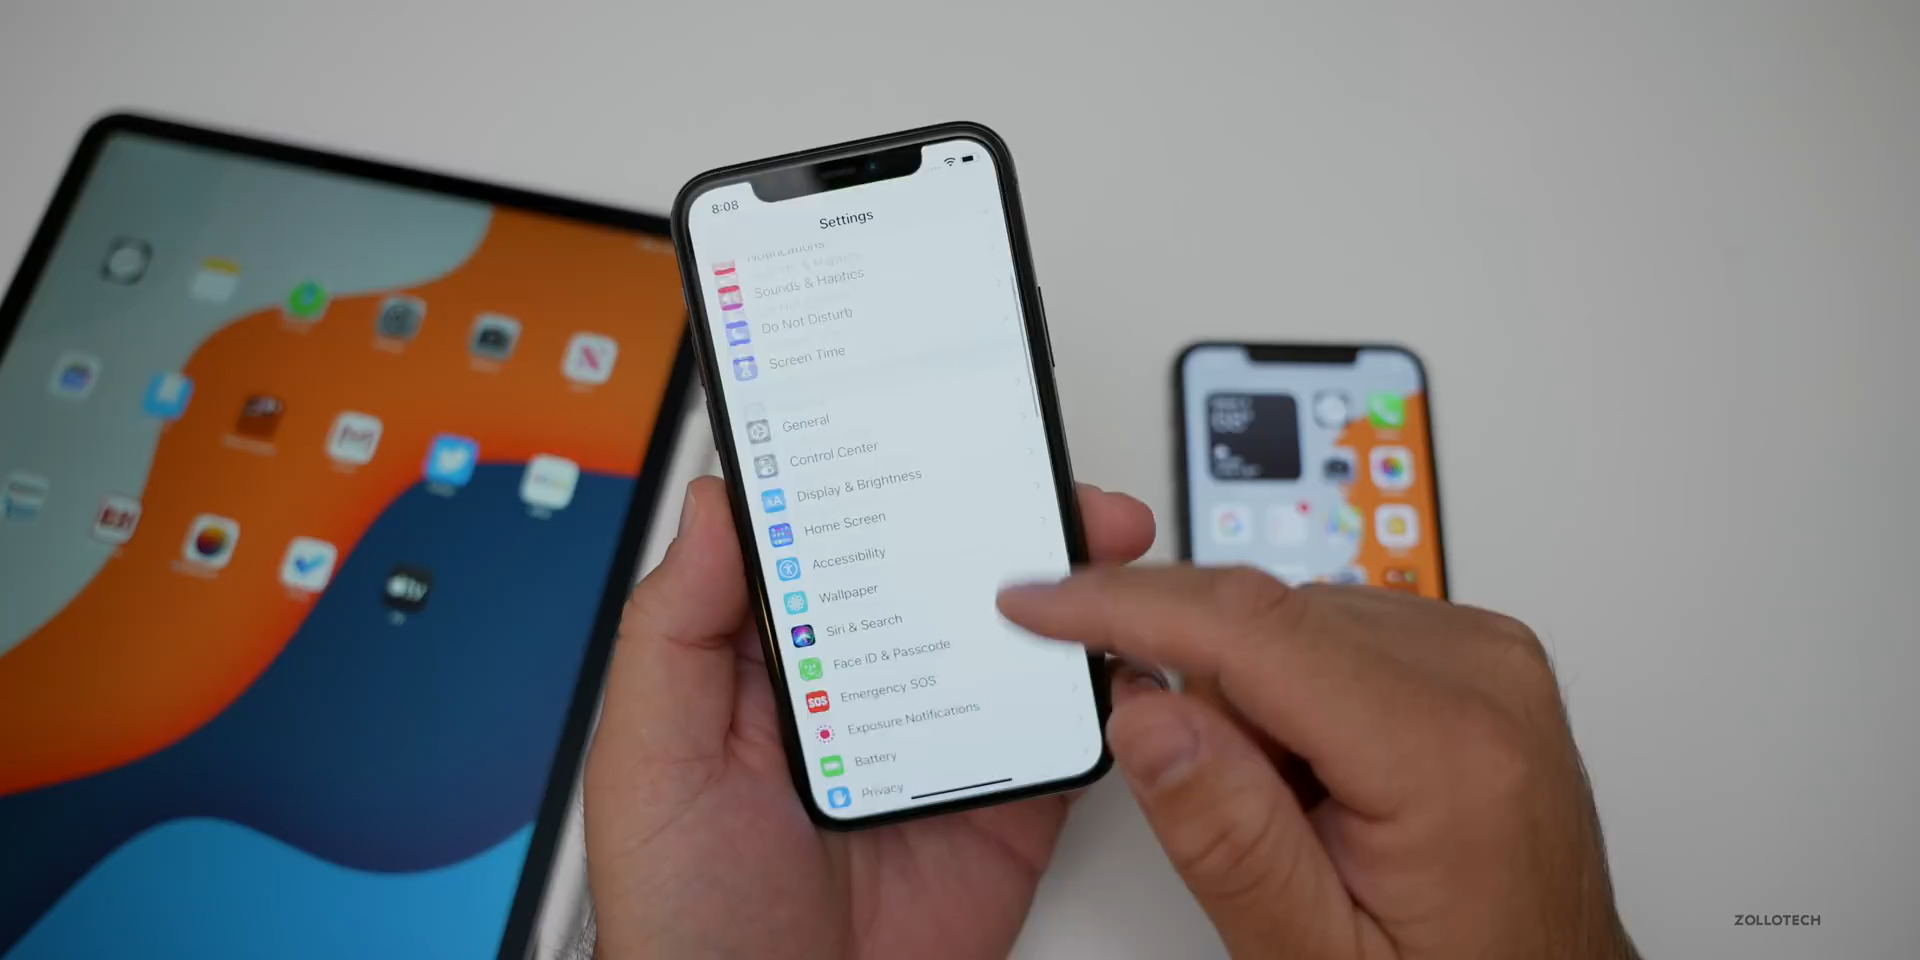 8:08
Settings
Notifications
Sounds & Haptics
Do Not Disturb
Screen Time
General
Control Center
Display & Brightness
Home Screen
Accessibility
Wallpaper
Siri & Search
Face ID & Passcode
SOS
Emergency SOS
Exposure Notifications
Battery
Privacy
ZOLLOTECH